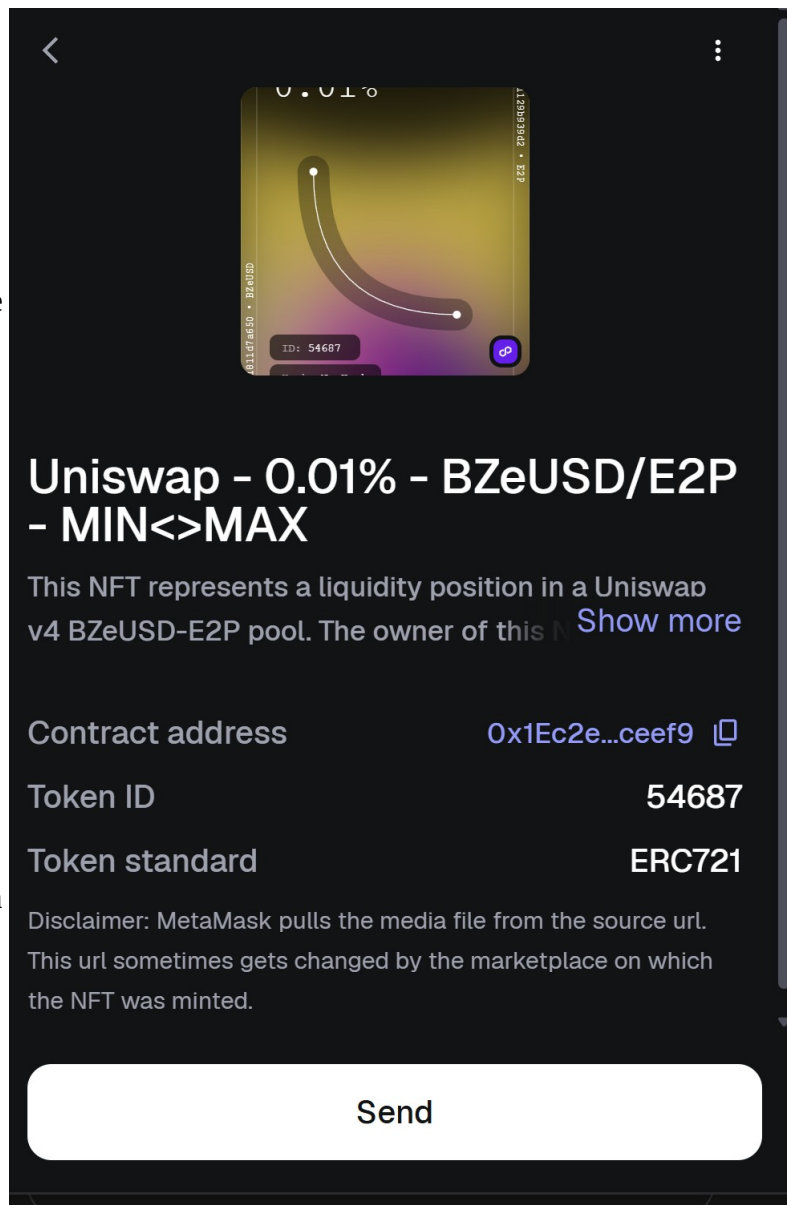 0.01%
1129b939d2 • E2P
1811d7a650 • BZeUSD
ID: 54687
Uniswap - 0.01% - BZeUSD/E2P
- MIN<>MAX
This NFT represents a liquidity position in a Uniswap
v4 BZeUSD-E2P pool. The owner of this N
Show more
Contract address 0x1Ec2e...ceef9
Token ID 54687
Token standard ERC721
Disclaimer: MetaMask pulls the media file from the source url.
This url sometimes gets changed by the marketplace on which
the NFT was minted.
Send